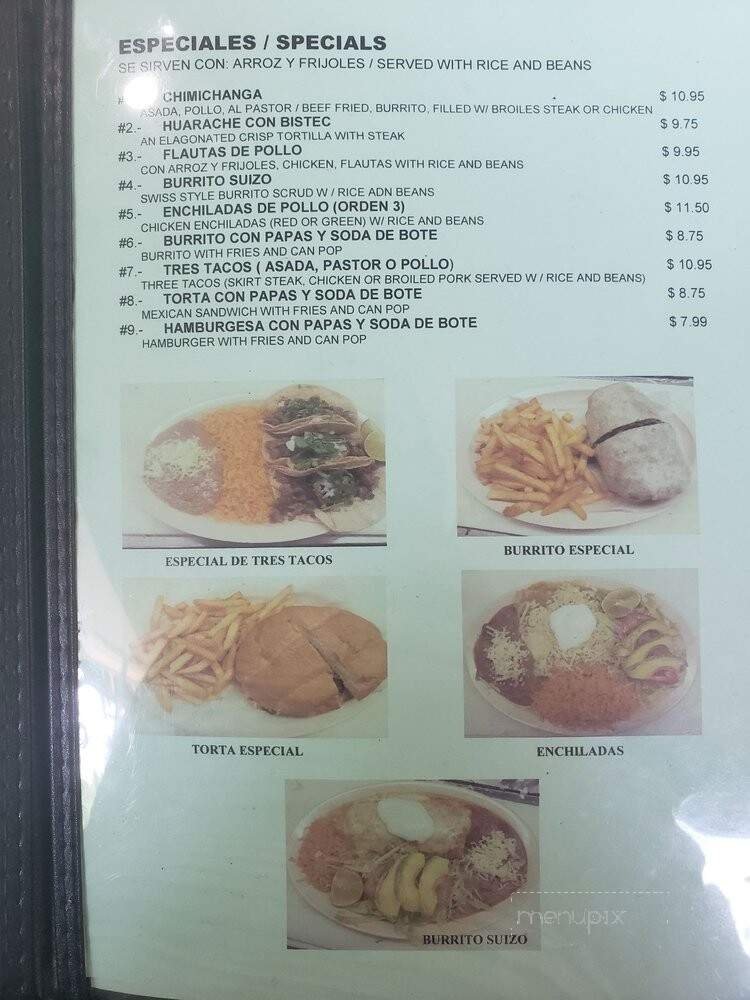 ESPECIALES / SPECIALS
SE SIRVEN CON: ARROZ Y FRIJOLES / SERVED WITH RICE AND BEANS
CHIMICHANGA $ 10.95
ASADA, POLLO, AL PASTOR / BEEF FRIED, BURRITO, FILLED W/ BROILES STEAK OR CHICKEN
#2.- HUARACHE CON BISTEC $ 9.75
AN ELAGONATED CRISP TORTILLA WITH STEAK
#3.- FLAUTAS DE POLLO $ 9.95
CON ARROZ Y FRIJOLES, CHICKEN, FLAUTAS WITH RICE AND BEANS
#4.- BURRITO SUIZO $ 10.95
SWISS STYLE BURRITO SCRUD W / RICE ADN BEANS
#5.- ENCHILADAS DE POLLO (ORDEN 3) $ 11.50
CHICKEN ENCHILADAS (RED OR GREEN) W/ RICE AND BEANS
#6.- BURRITO CON PAPAS Y SODA DE BOTE $ 8.75
BURRITO WITH FRIES AND CAN POP
#7.- TRES TACOS ( ASADA, PASTOR O POLLO) $ 10.95
THREE TACOS (SKIRT STEAK, CHICKEN OR BROILED PORK SERVED W / RICE AND BEANS)
#8.- TORTA CON PAPAS Y SODA DE BOTE $ 8.75
MEXICAN SANDWICH WITH FRIES AND CAN POP
#9.- HAMBURGESA CON PAPAS Y SODA DE BOTE $ 7.99
HAMBURGER WITH FRIES AND CAN POP
ESPECIAL DE TRES TACOS
BURRITO ESPECIAL
TORTA ESPECIAL
ENCHILADAS
BURRITO SUIZO
menupix